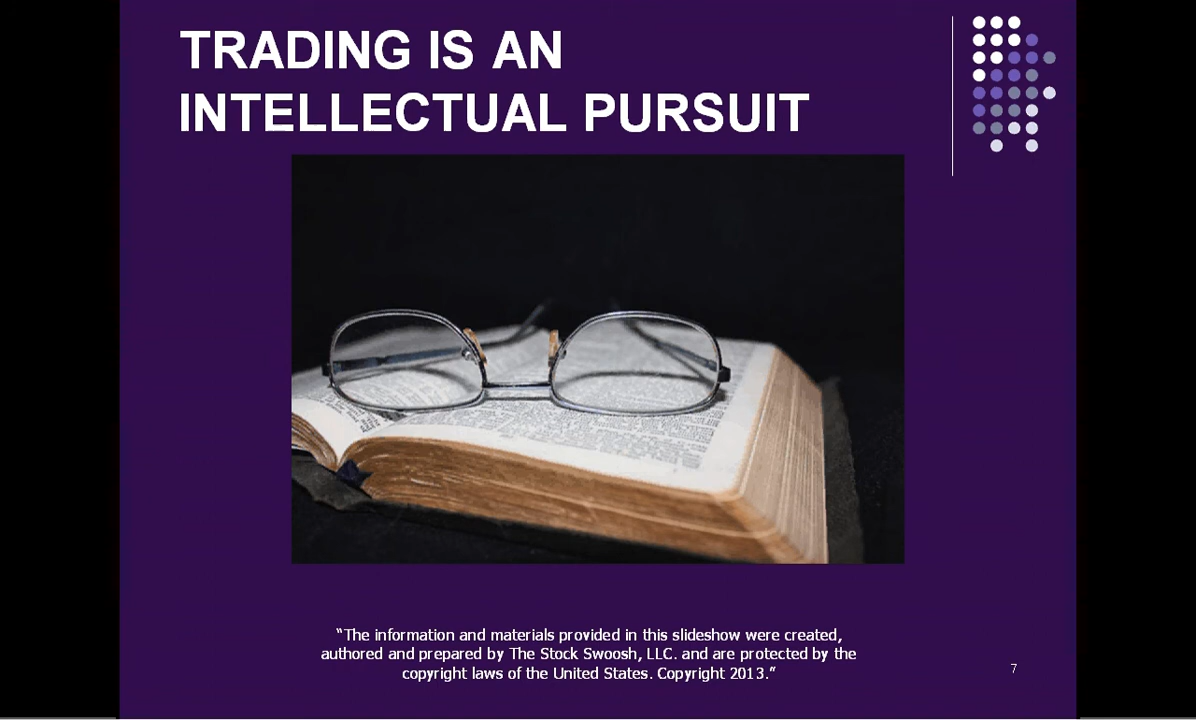 TRADING IS AN
INTELLECTUAL PURSUIT
“The information and materials provided in this slideshow were created,
authored and prepared by The Stock Swoosh, LLC. and are protected by the
copyright laws of the United States. Copyright 2013.”
7